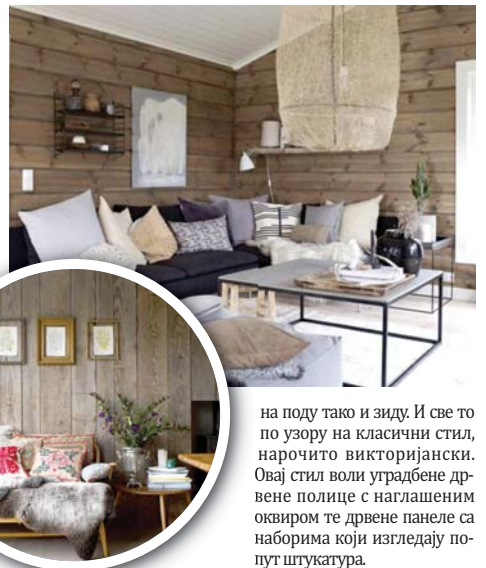 на поду тако и зиду. И све то
по узору на класични стил,
нарочито викторијански.
Овај стил воли уградбене др-
вене полице с наглашеним
оквиром те дрвене панеле са
наборима који изгледају по-
пут штукатура.